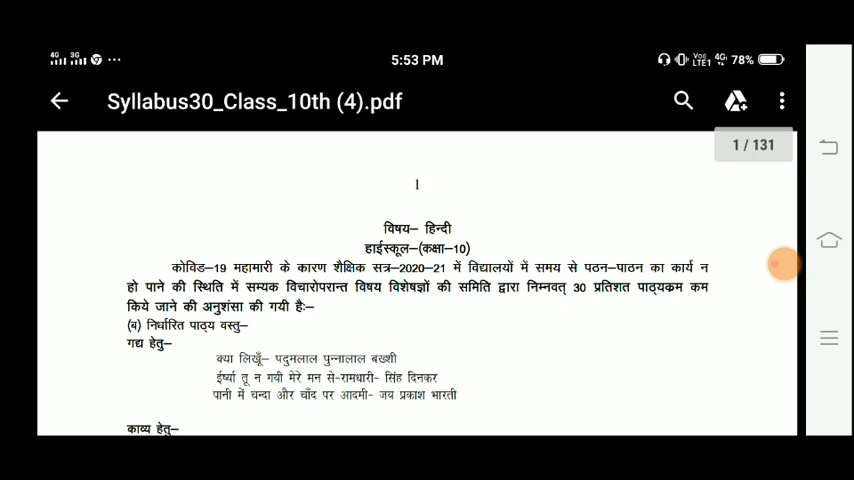 4G 3G ... 5:53 PM Voi) LTE1 4G 78%
Syllabus30_Class_10th (4).pdf
1 / 131
1
विषय– हिन्दी
हाईस्कूल–(कक्षा–10)
कोविड–19 महामारी के कारण शैक्षिक सत्र–2020–21 में विद्यालयों में समय से पठन–पाठन का कार्य न
हो पाने की स्थिति में सम्यक विचारोपरान्त विषय विशेषज्ञों की समिति द्वारा निम्नवत् 30 प्रतिशत पाठ्यक्रम कम
किये जाने की अनुशंसा की गयी हैः–
(ब) निर्धारित पाठ्य वस्तु–
गद्य हेतु–
क्या लिखूँ– पदुमलाल पुन्नालाल बख्शी
ईर्ष्या तू न गयी मेरे मन से-रामधारी- सिंह दिनकर
पानी में चन्दा और चाँद पर आदमी- जय प्रकाश भारती
काव्य हेतु–